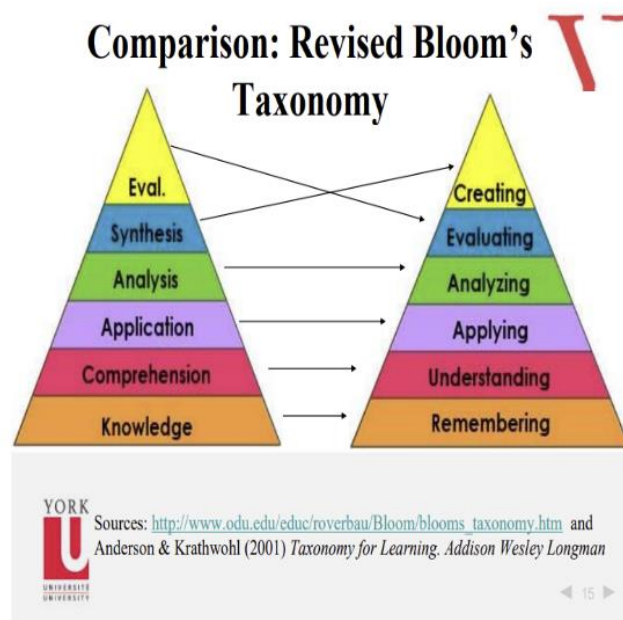 Comparison: Revised Bloom's
Taxonomy
Eval.
Synthesis
Analysis
Application
Comprehension
Knowledge
Creating
Evaluating
Analyzing
Applying
Understanding
Remembering
YORK
U
UNIVERSITÉ
UNIVERSITY
Sources: http://www.odu.edu/educ/roverbau/Bloom/blooms_taxonomy.htm and
Anderson & Krathwohl (2001) Taxonomy for Learning. Addison Wesley Longman
15